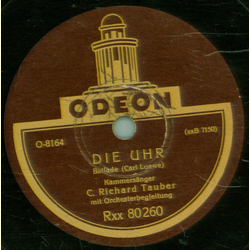 ODEON
O-8164
(xxB 7150)
DIE UHR
Ballade (Carl Loewe)
Kammersänger
C. Richard Tauber
mit Orchesterbegleitung
Rxx 80260